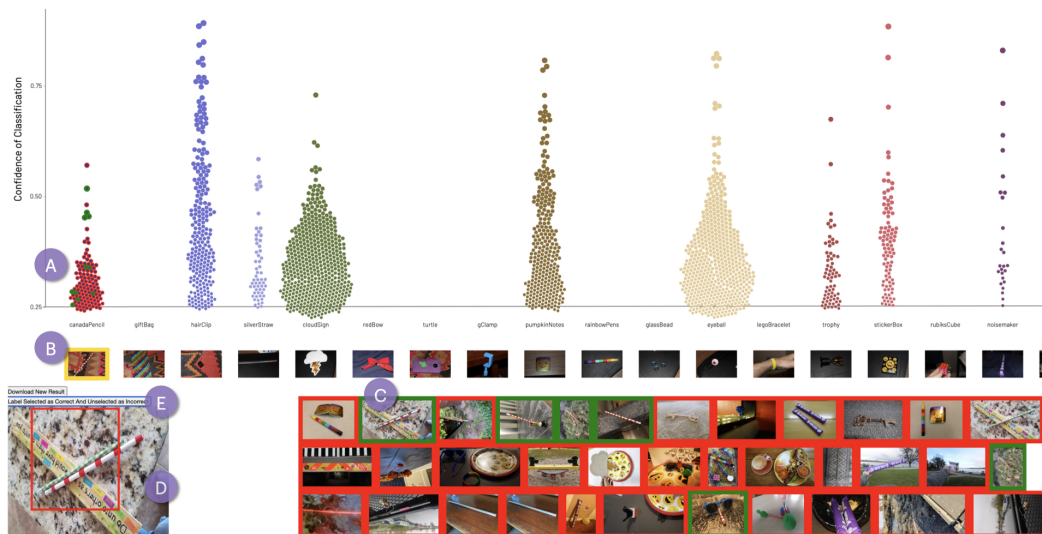 Confidence of Classification
0.75
0.50
0.25
A
canadaPencil giftBag hairClip silverStraw cloudSign redBow turtle gClamp pumpkinNotes rainbowPens glassBead eyeball legoBracelet trophy stickerBox rubiksCube noisemaker
B
Download New Result
Label Selected as Correct And Unselected as Incorrect
E
C
D